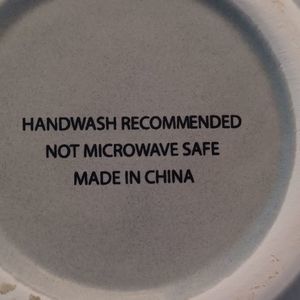 HANDWASH RECOMMENDED
NOT MICROWAVE SAFE
MADE IN CHINA